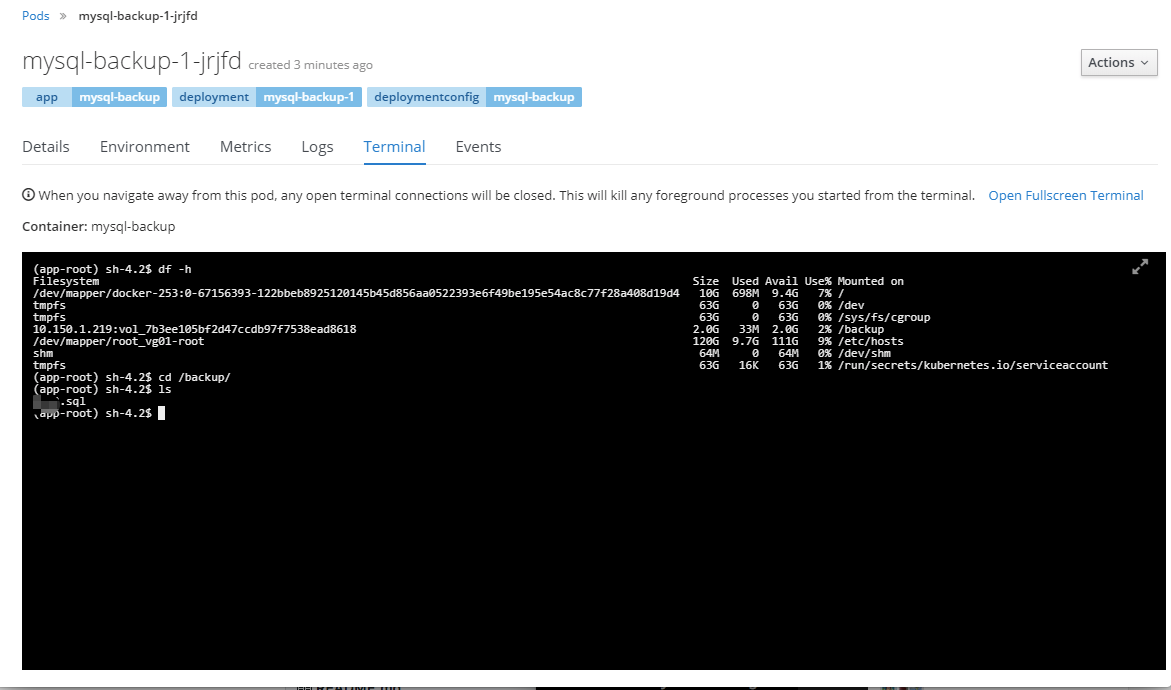 Pods » mysql-backup-1-jrjfd
mysql-backup-1-jrjfd created 3 minutes ago
Actions
app mysql-backup deployment mysql-backup-1 deploymentconfig mysql-backup
Details Environment Metrics Logs Terminal Events
When you navigate away from this pod, any open terminal connections will be closed. This will kill any foreground processes you started from the terminal. Open Fullscreen Terminal
Container: mysql-backup
(app-root) sh-4.2$ df -h
Filesystem Size Used Avail Use% Mounted on
/dev/mapper/docker-253:0-67156393-122bbeb8925120145b45d856aa0522393e6f49be195e54ac8c77f28a408d19d4 10G 698M 9.4G 7% /
tmpfs 63G 0 63G 0% /dev
tmpfs 63G 0 63G 0% /sys/fs/cgroup
10.150.1.219:vol_7b3ee105bf2d47ccdb97f7538ead8618 2.0G 33M 2.0G 2% /backup
/dev/mapper/root_vg01-root 120G 9.7G 111G 9% /etc/hosts
shm 64M 0 64M 0% /dev/shm
tmpfs 63G 16K 63G 1% /run/secrets/kubernetes.io/serviceaccount
(app-root) sh-4.2$ cd /backup/
(app-root) sh-4.2$ ls
.sql
(app-root) sh-4.2$